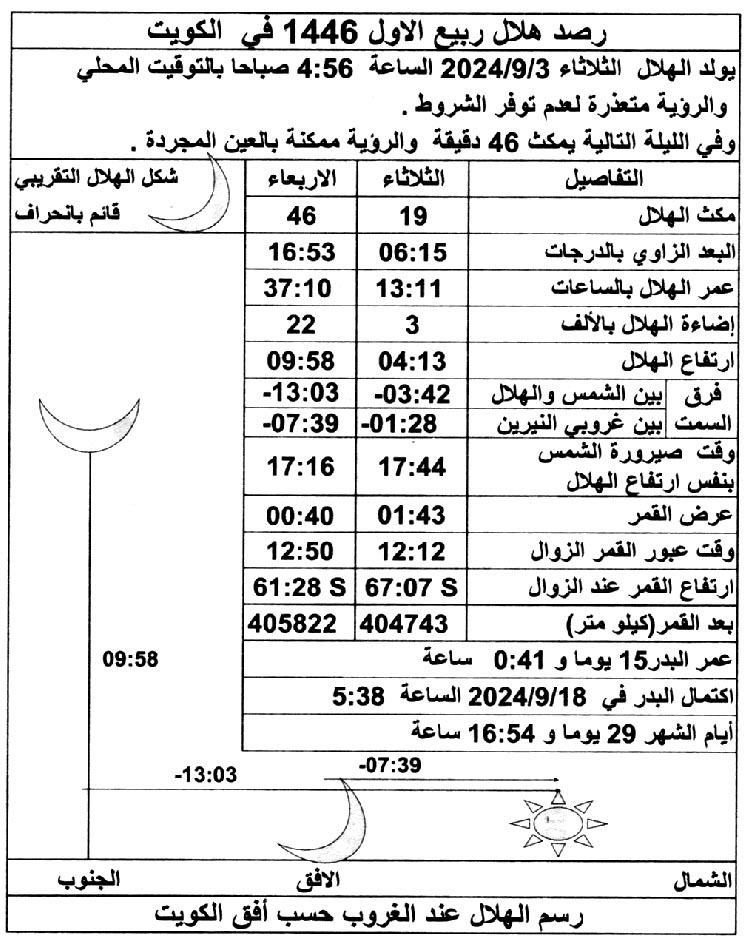 رصد هلال ربيع الاول 1446 في الكويت
يولد الهلال الثلاثاء 2024/9/3 الساعة 4:56 صباحا بالتوقيت المحلي
والرؤية متعذرة لعدم توفر الشروط .
وفي الليلة التالية يمكث 46 دقيقة والرؤية ممكنة بالعين المجردة .
التفاصيل الثلاثاء الاربعاء شكل الهلال التقريبي
مكث الهلال 19 46 قائم بانحراف
البعد الزاوي بالدرجات 06:15 16:53
عمر الهلال بالساعات 13:11 37:10
إضاءة الهلال بالألف 3 22
ارتفاع الهلال 04:13 09:58
فرق بين الشمس والهلال -03:42 -13:03
السمت بين غروبي النيرين -01:28 -07:39
وقت صيرورة الشمس
بنفس ارتفاع الهلال 17:44 17:16
عرض القمر 01:43 00:40
وقت عبور القمر الزوال 12:12 12:50
ارتفاع القمر عند الزوال 67:07 S 61:28 S
بعد القمر(كيلو متر) 404743 405822
عمر البدر15 يوما و 0:41 ساعة
09:58
اكتمال البدر في 2024/9/18 الساعة 5:38
أيام الشهر 29 يوما و 16:54 ساعة
-07:39
-13:03
الشمال الافق الجنوب
رسم الهلال عند الغروب حسب أفق الكويت